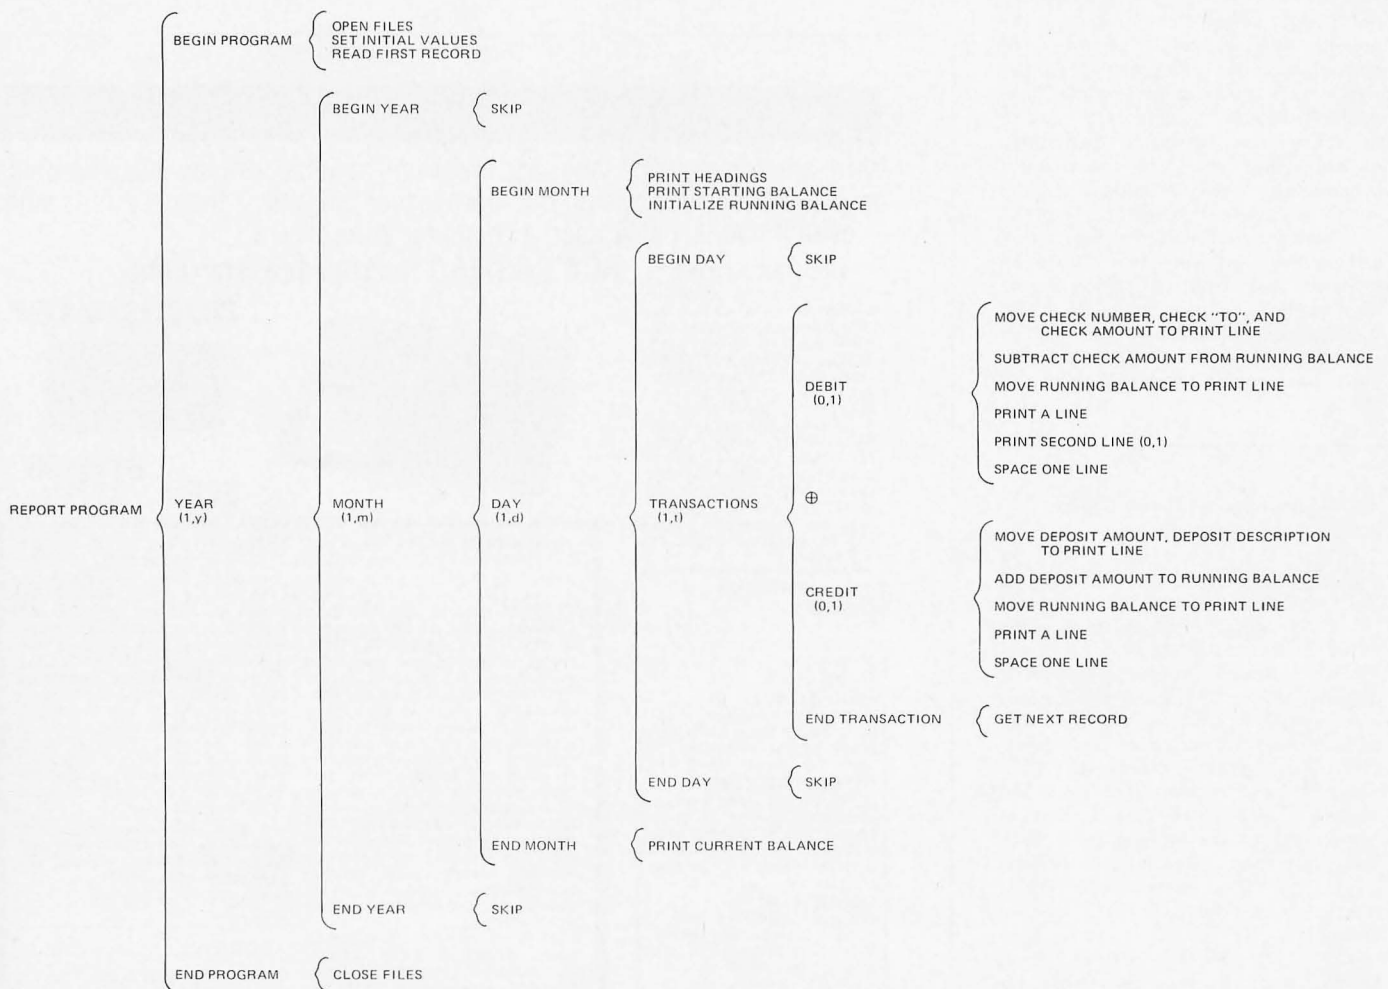 BEGIN PROGRAM
OPEN FILES
SET INITIAL VALUES
READ FIRST RECORD
BEGIN YEAR
SKIP
BEGIN MONTH
PRINT HEADINGS
PRINT STARTING BALANCE
INITIALIZE RUNNING BALANCE
BEGIN DAY
SKIP
MOVE CHECK NUMBER, CHECK "TO", AND
CHECK AMOUNT TO PRINT LINE
SUBTRACT CHECK AMOUNT FROM RUNNING BALANCE
DEBIT
(0,1)
MOVE RUNNING BALANCE TO PRINT LINE
PRINT A LINE
PRINT SECOND LINE (0,1)
SPACE ONE LINE
REPORT PROGRAM
YEAR
(1,y)
MONTH
(1,m)
DAY
(1,d)
TRANSACTIONS
(1,t)
⊕
MOVE DEPOSIT AMOUNT, DEPOSIT DESCRIPTION
TO PRINT LINE
ADD DEPOSIT AMOUNT TO RUNNING BALANCE
CREDIT
(0,1)
MOVE RUNNING BALANCE TO PRINT LINE
PRINT A LINE
SPACE ONE LINE
END TRANSACTION
GET NEXT RECORD
END DAY
SKIP
END MONTH
PRINT CURRENT BALANCE
END YEAR
SKIP
END PROGRAM
CLOSE FILES